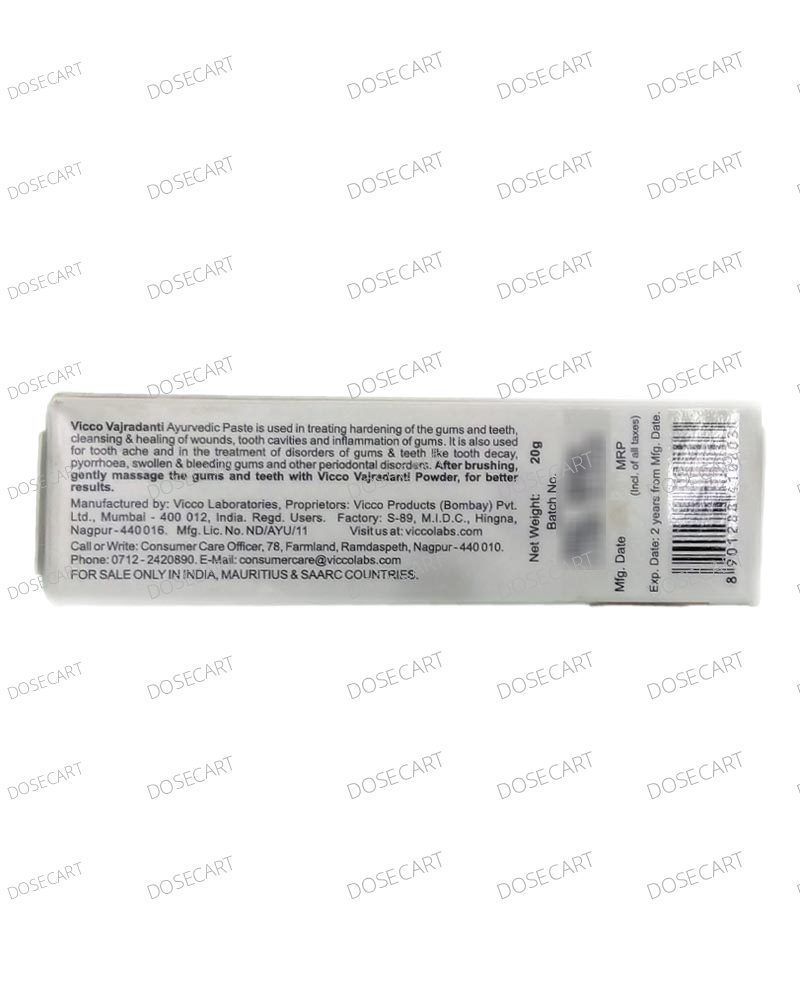 Vicco Vajradanti Ayurvedic Paste is used in treating hardening of the gums and teeth,
cleansing & healing of wounds, tooth cavities and inflammation of gums. It is also used
for tooth ache and in the treatment of disorders of gums & teeth like tooth decay,
pyorrhoea, swollen & bleeding gums and other periodontal disorders. After brushing,
gently massage the gums and teeth with Vicco Vajradanti Powder, for better
results.
Manufactured by: Vicco Laboratories, Proprietors: Vicco Products (Bombay) Pvt.
Ltd., Mumbai - 400 012, India. Regd. Users. Factory: S-89, M.I.D.C., Hingna,
Nagpur - 440 016. Mfg. Lic. No. ND/AYU/11 Visit us at: viccolabs.com
Call or Write: Consumer Care Officer, 78, Farmland, Ramdaspeth, Nagpur - 440 010.
Phone: 0712 - 2420890. E-Mail: consumercare@viccolabs.com
FOR SALE ONLY IN INDIA, MAURITIUS & SAARC COUNTRIES.
Net Weight: 20g
Batch No.
Mfg. Date MRP
(Incl. of all taxes)
Exp. Date: 2 years from Mfg. Date.
DOSECART